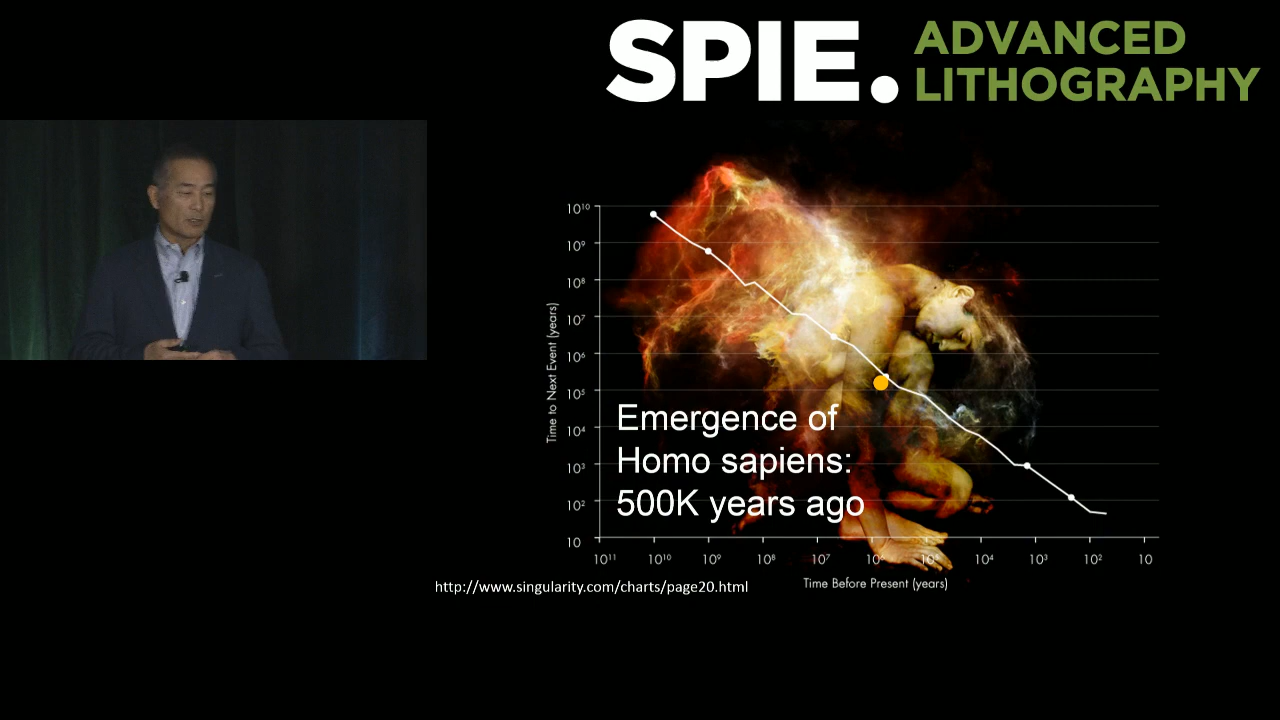 SPIE. ADVANCED
LITHOGRAPHY
10¹⁰
10⁹
10⁸
10⁷
10⁶
10⁵
10⁴
10³
10²
10
Time to Next Event (years)
Emergence of
Homo sapiens:
500K years ago
10¹¹ 10¹⁰ 10⁹ 10⁸ 10⁷ 10⁶ 10⁵ 10⁴ 10³ 10² 10
Time Before Present (years)
http://www.singularity.com/charts/page20.html